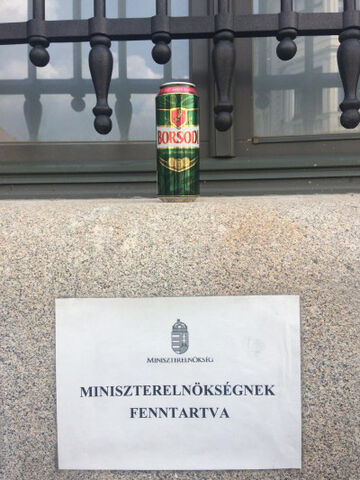 BORSODI
MINISZTERELNÖKSÉG
MINISZTERELNÖKSÉGNEK
FENNTARTVA